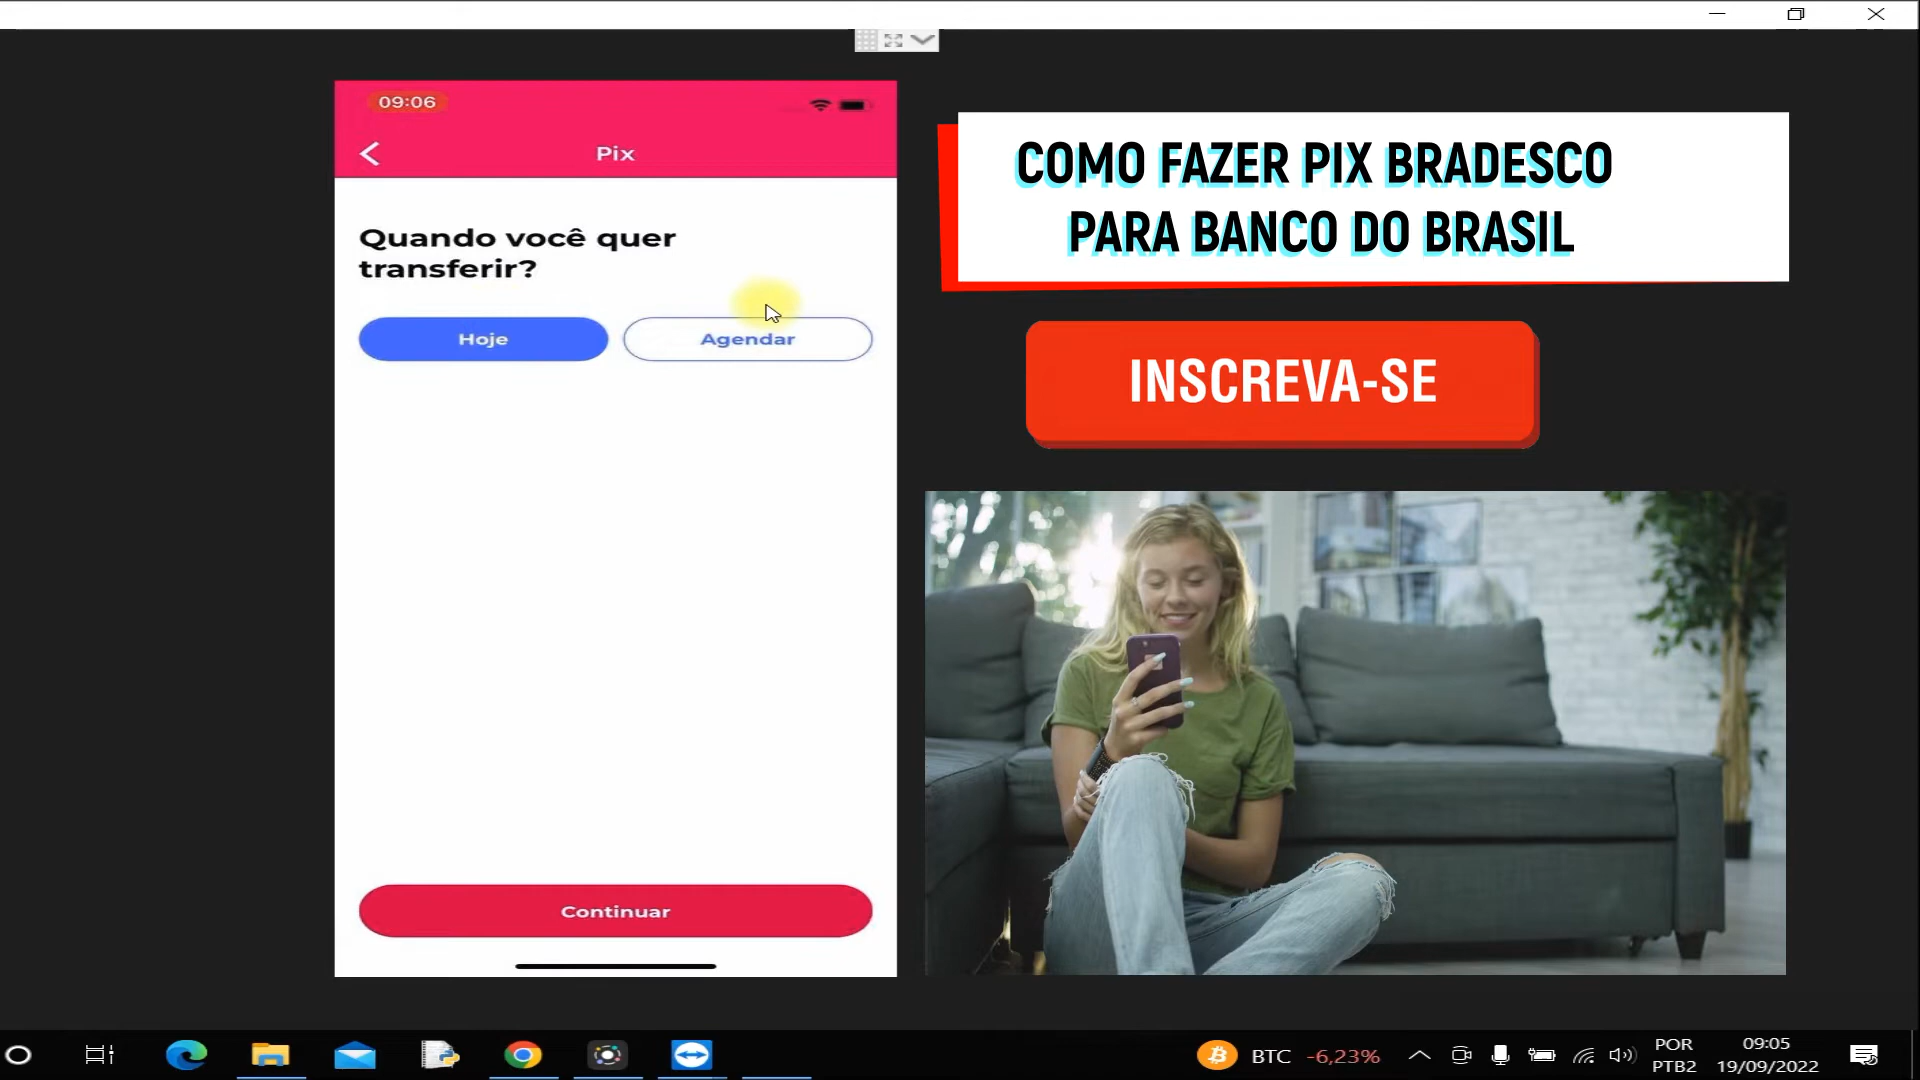 09:06
Pix
Quando você quer
transferir?
Hoje
Agendar
Continuar
COMO FAZER PIX BRADESCO
PARA BANCO DO BRASIL
INSCREVA-SE
BTC -6,23%
POR
PTB2
09:05
19/09/2022